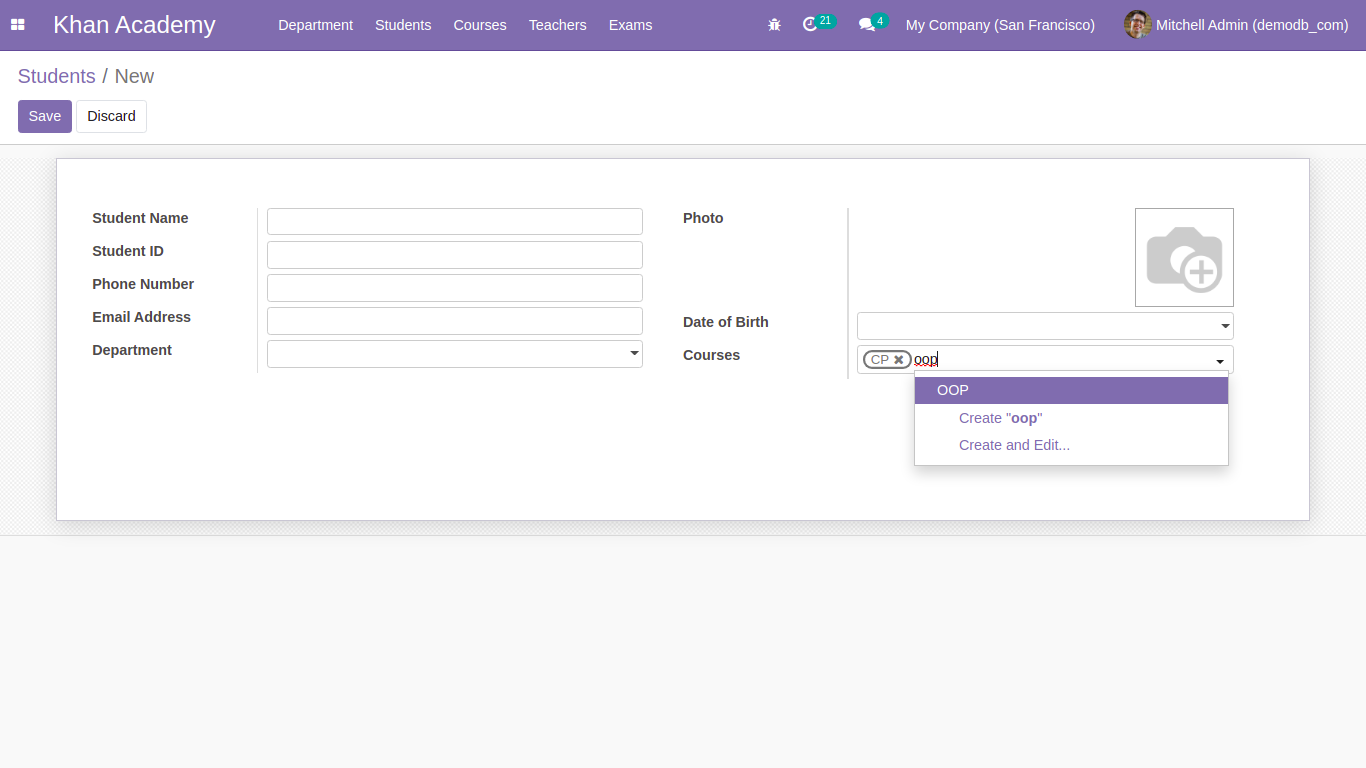 Khan Academy Department Students Courses Teachers Exams 21 4 My Company (San Francisco) Mitchell Admin (demodb_com)
Students / New
Save Discard
Student Name
Student ID
Phone Number
Email Address
Department
Photo
Date of Birth
Courses CP ✖ oop
OOP
Create "oop"
Create and Edit...